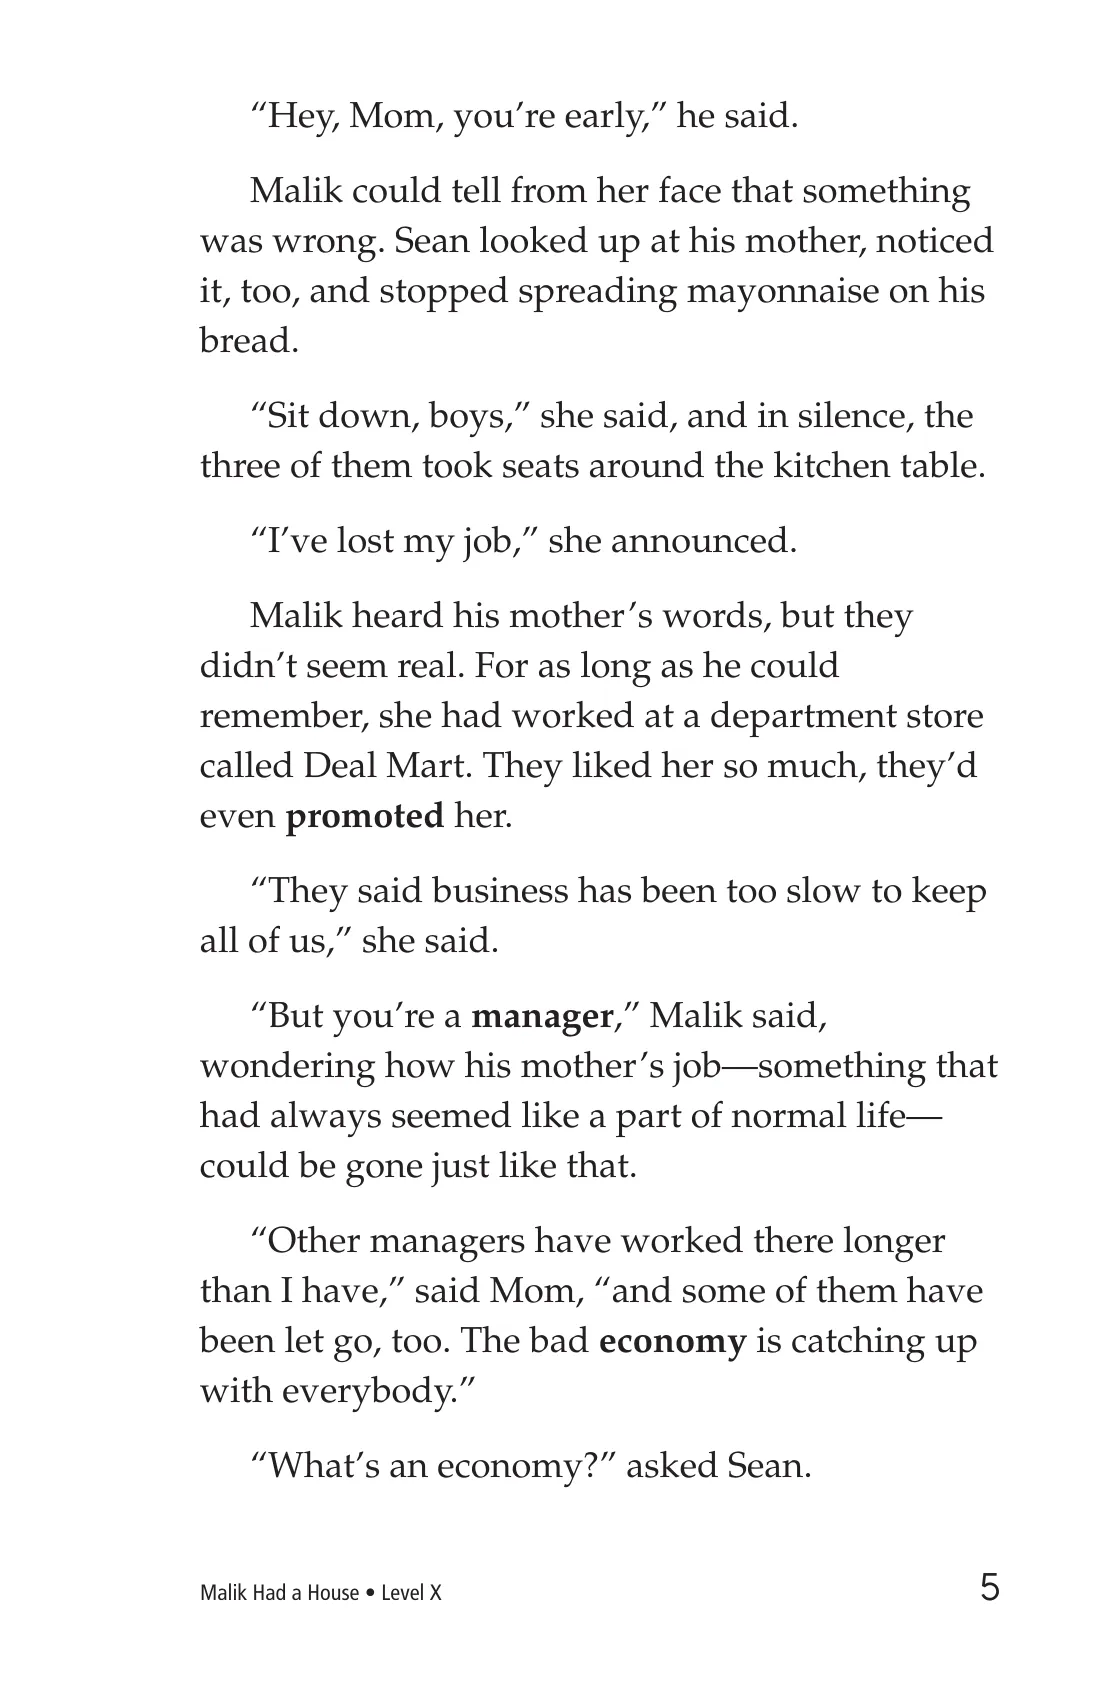 “Hey, Mom, you’re early,” he said.
Malik could tell from her face that something
was wrong. Sean looked up at his mother, noticed
it, too, and stopped spreading mayonnaise on his
bread.
“Sit down, boys,” she said, and in silence, the
three of them took seats around the kitchen table.
“I’ve lost my job,” she announced.
Malik heard his mother’s words, but they
didn’t seem real. For as long as he could
remember, she had worked at a department store
called Deal Mart. They liked her so much, they’d
even promoted her.
“They said business has been too slow to keep
all of us,” she said.
“But you’re a manager,” Malik said,
wondering how his mother’s job—something that
had always seemed like a part of normal life—
could be gone just like that.
“Other managers have worked there longer
than I have,” said Mom, “and some of them have
been let go, too. The bad economy is catching up
with everybody.”
“What’s an economy?” asked Sean.
Malik Had a House • Level X
5